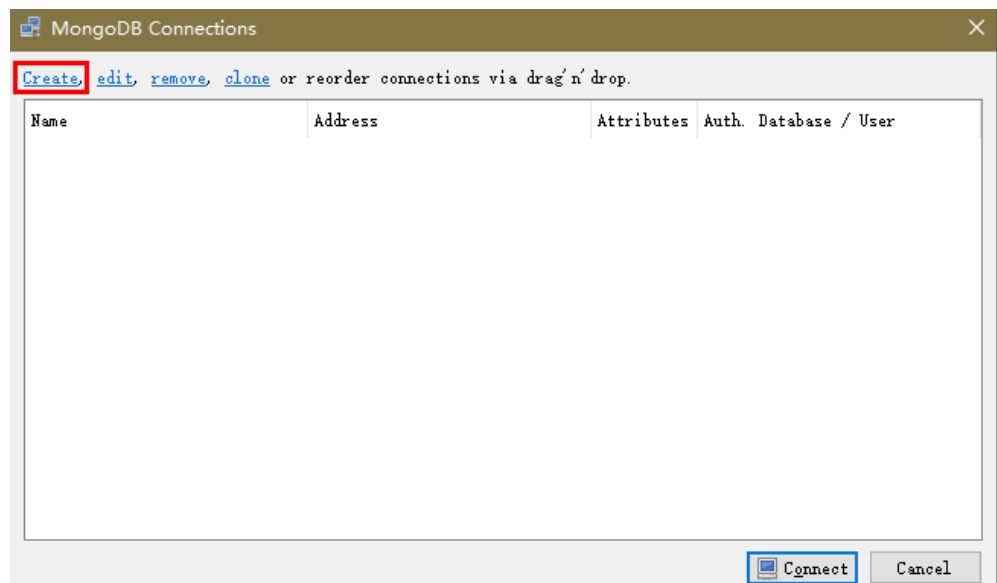 MongoDB Connections
Create, edit, remove, clone or reorder connections via drag'n'drop.
Name Address Attributes Auth. Database / User
Connect Cancel